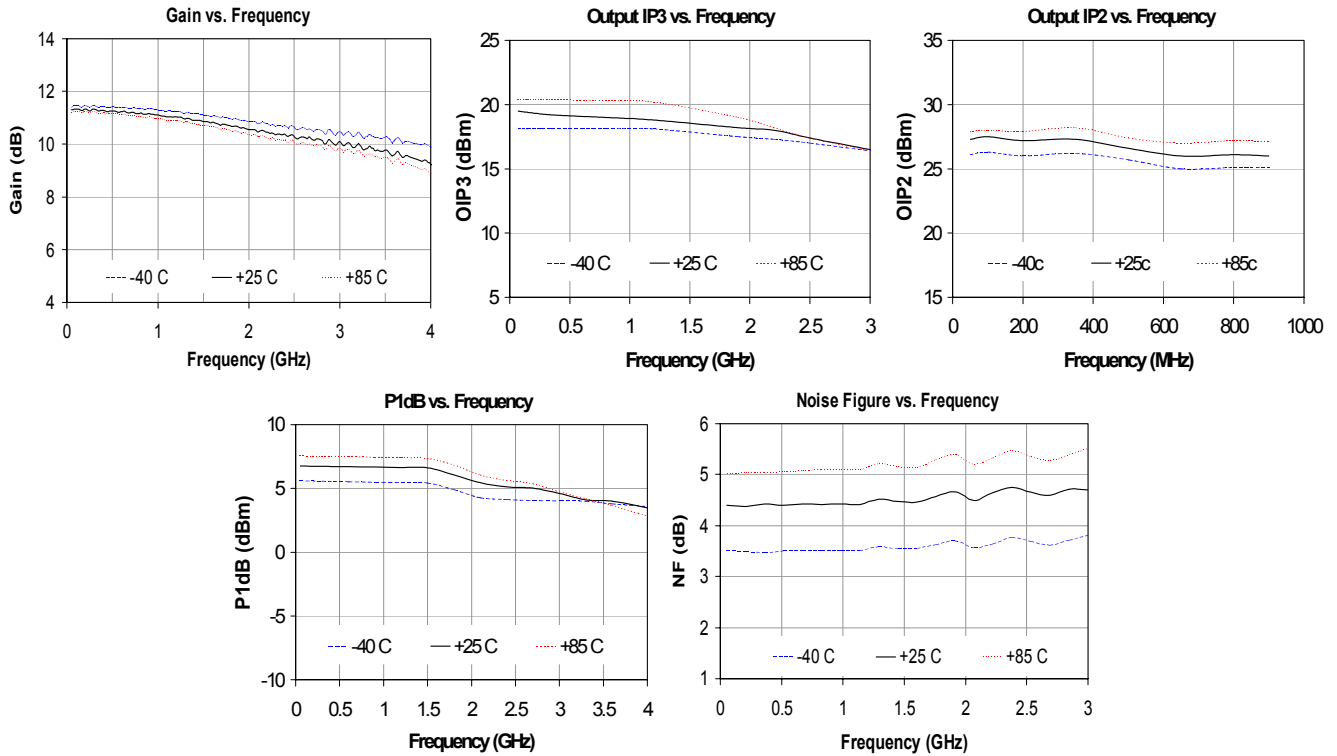 Gain vs. Frequency
14
12
10
8
6
4
Gain (dB)
-40 C
+25 C
+85 C
0 1 2 3 4
Frequency (GHz)
Output IP3 vs. Frequency
25
20
15
10
5
OIP3 (dBm)
-40 C
+25 C
+85 C
0 0.5 1 1.5 2 2.5 3
Frequency (GHz)
Output IP2 vs. Frequency
35
30
25
20
15
OIP2 (dBm)
-40c
+25c
+85c
0 200 400 600 800 1000
Frequency (MHz)
P1dB vs. Frequency
10
5
0
-5
-10
P1dB (dBm)
-40 C
+25 C
+85 C
0 0.5 1 1.5 2 2.5 3 3.5 4
Frequency (GHz)
Noise Figure vs. Frequency
6
5
4
3
2
1
NF (dB)
-40 C
+25 C
+85 C
0 0.5 1 1.5 2 2.5 3
Frequency (GHz)